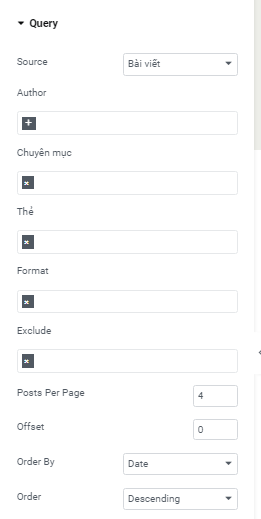 Query
Source
Bài viết
Author
Chuyên mục
Thẻ
Format
Exclude
Posts Per Page
4
Offset
0
Order By
Date
Order
Descending